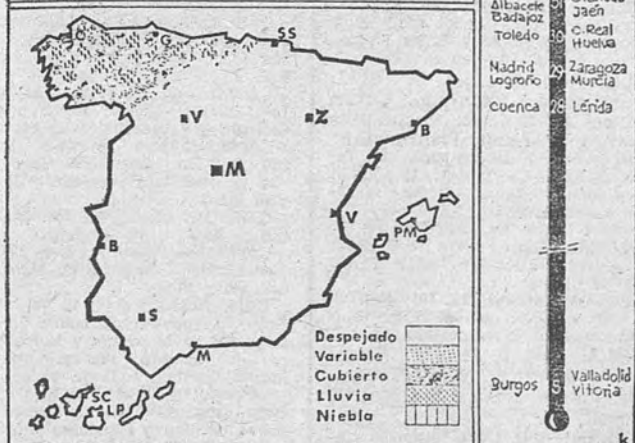 C G SS
V Z
B
M
V
PM
B
S
M
SC
LP
Despejado
Variable
Cubierto
Lluvia
Niebla
Albacete
Badajoz
Jaén
Toledo 30 C. Real
Huelva
Madrid 29 Zaragoza
Logroño Murcia
Cuenca 28 Lérida
Burgos 5 Valladolid
Vitoria